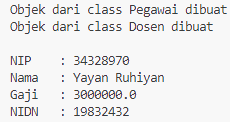 Objek dari class Pegawai dibuat
Objek dari class Dosen dibuat
NIP : 34328970
Nama : Yayan Ruhiyan
Gaji : 3000000.0
NIDN : 19832432